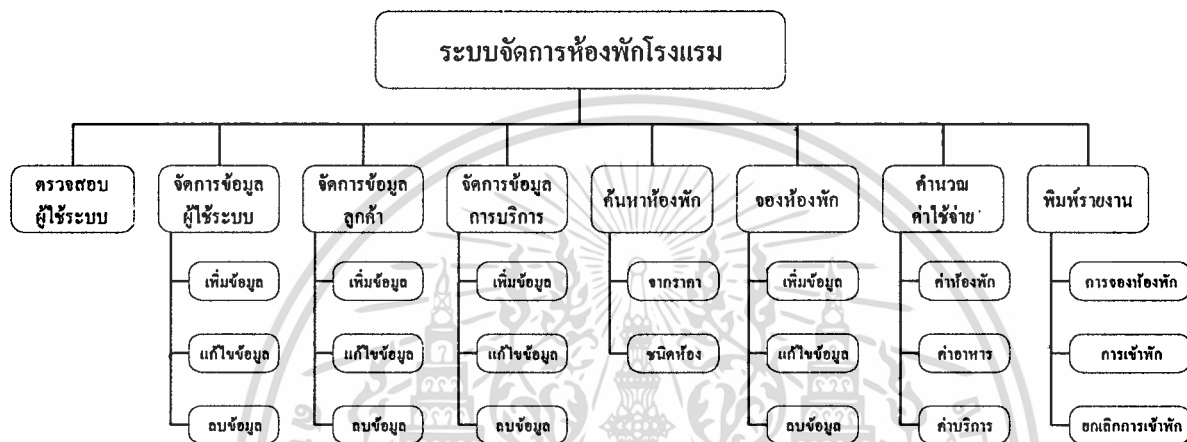 ระบบจัดการห้องพักโรงแรม
ตรวจสอบ
ผู้ใช้ระบบ
จัดการข้อมูล
ผู้ใช้ระบบ
จัดการข้อมูล
ลูกค้า
จัดการข้อมูล
การบริการ
ค้นหาห้องพัก
จองห้องพัก
คำนวณ
ค่าใช้จ่าย
พิมพ์รายงาน
เพิ่มข้อมูล
เพิ่มข้อมูล
เพิ่มข้อมูล
จากราคา
เพิ่มข้อมูล
ค่าห้องพัก
การจองห้องพัก
แก้ไขข้อมูล
แก้ไขข้อมูล
แก้ไขข้อมูล
ชนิดห้อง
แก้ไขข้อมูล
ค่าอาหาร
การเข้าพัก
ลบข้อมูล
ลบข้อมูล
ลบข้อมูล
ลบข้อมูล
ค่าบริการ
ยกเลิกการเข้าพัก